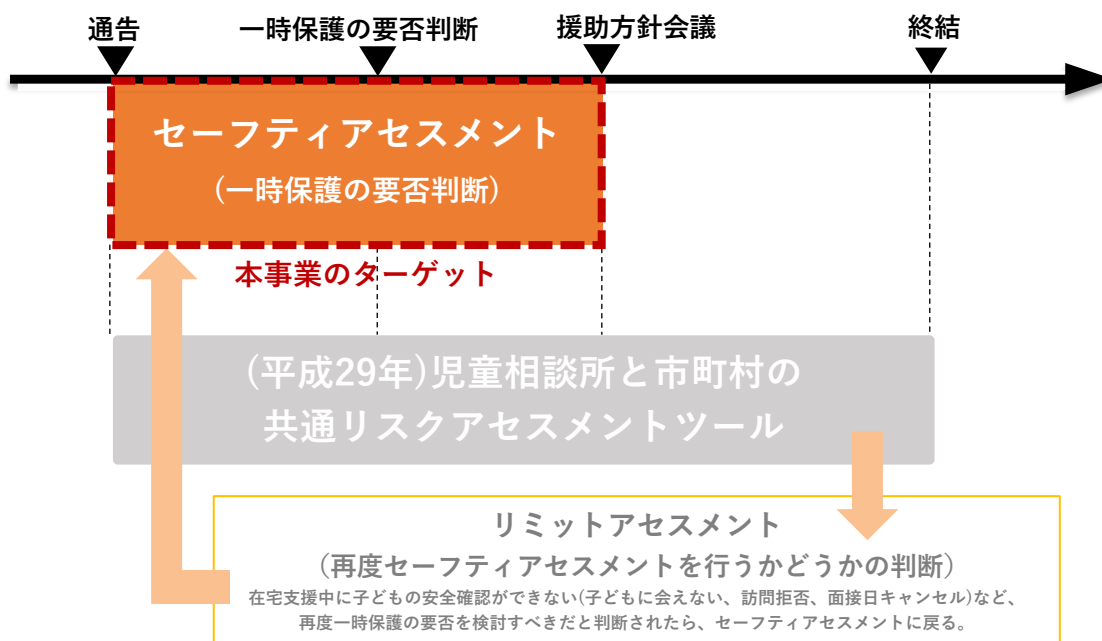 通告
一時保護の要否判断
援助方針会議
終結
セーフティアセスメント
(一時保護の要否判断)
本事業のターゲット
(平成29年)児童相談所と市町村の
共通リスクアセスメントツール
リミットアセスメント
(再度セーフティアセスメントを行うかどうかの判断)
在宅支援中に子どもの安全確認ができない(子どもに会えない、訪問拒否、面接日キャンセル)など、
再度一時保護の要否を検討すべきだと判断されたら、セーフティアセスメントに戻る。